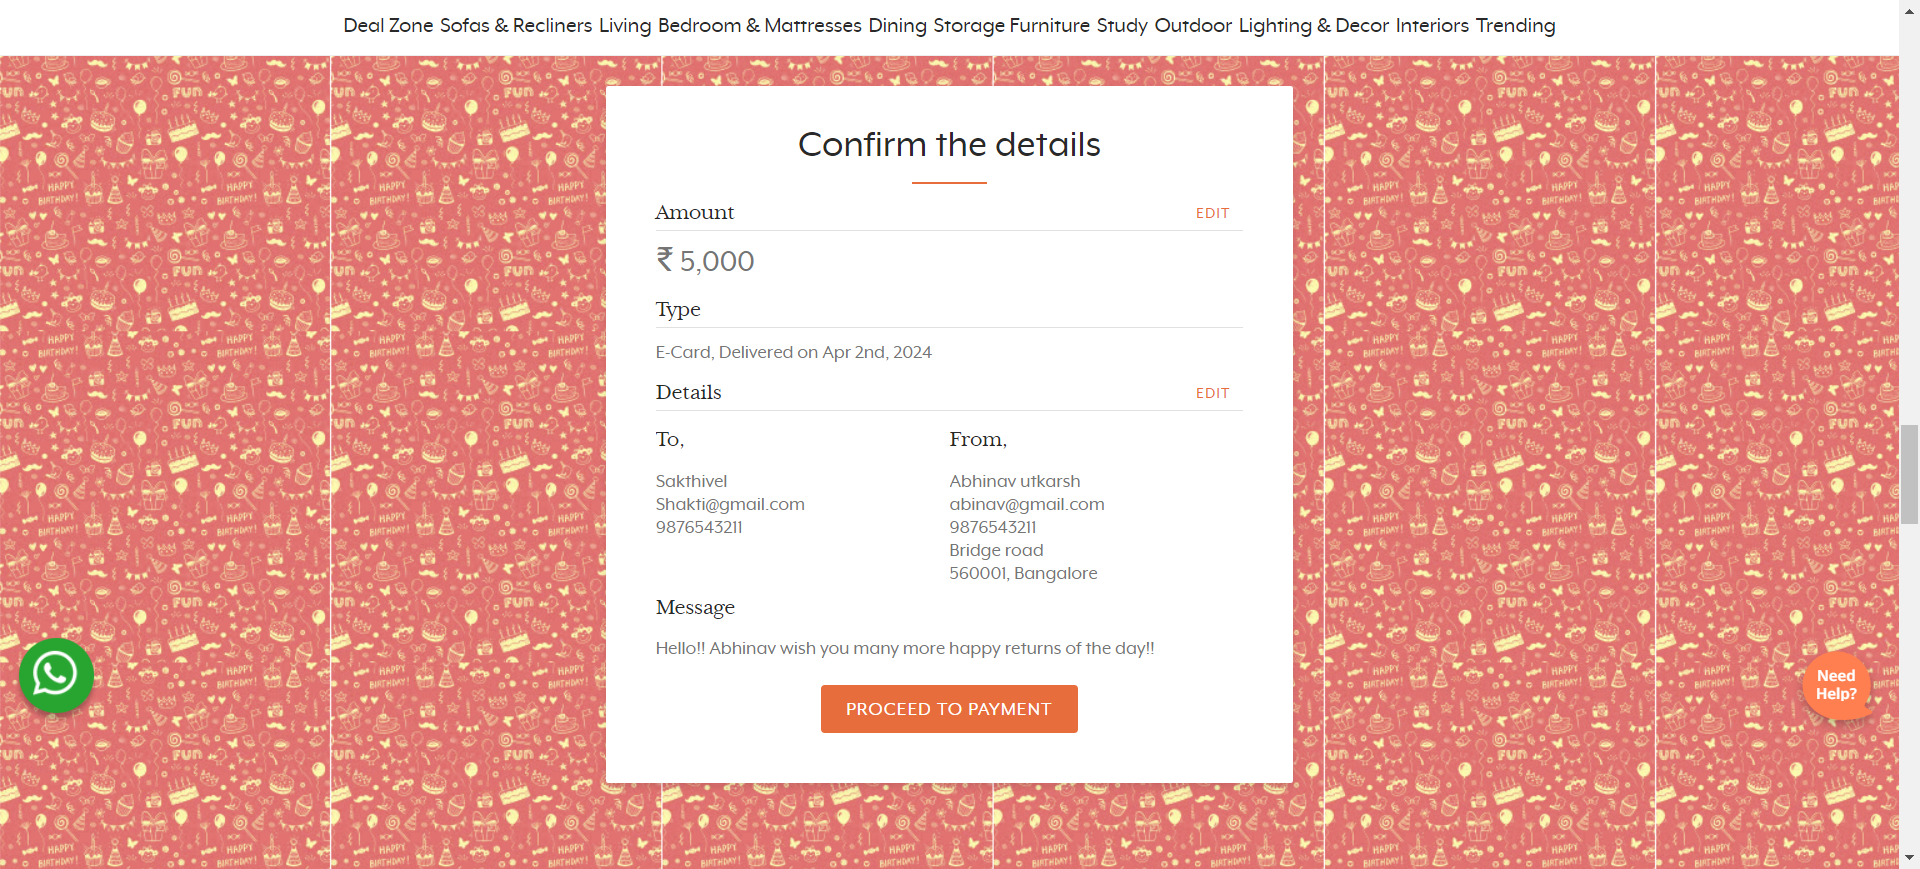 Deal Zone Sofas & Recliners Living Bedroom & Mattresses Dining Storage Furniture Study Outdoor Lighting & Decor Interiors Trending
Confirm the details
Amount EDIT
₹ 5,000
Type
E-Card, Delivered on Apr 2nd, 2024
Details EDIT
To,
Sakthivel
Shakti@gmail.com
9876543211
From,
Abhinav utkarsh
abinav@gmail.com
9876543211
Bridge road
560001, Bangalore
Message
Hello!! Abhinav wish you many more happy returns of the day!!
PROCEED TO PAYMENT
Need
Help?
FUN
HAPPY
BIRTHDAY!